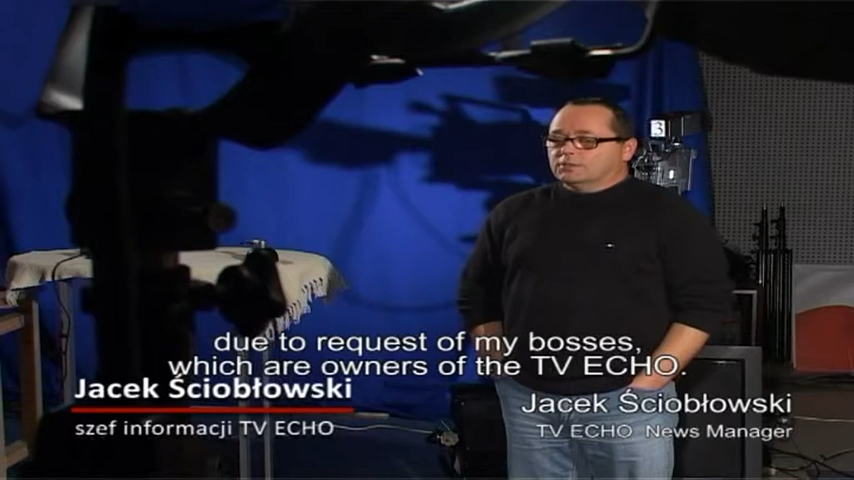 due to request of my bosses,
which are owners of the TV ECHO.
Jacek Ściobłowski
szef informacji TV ECHO
Jacek Ściobłowski
TV ECHO News Manager
3